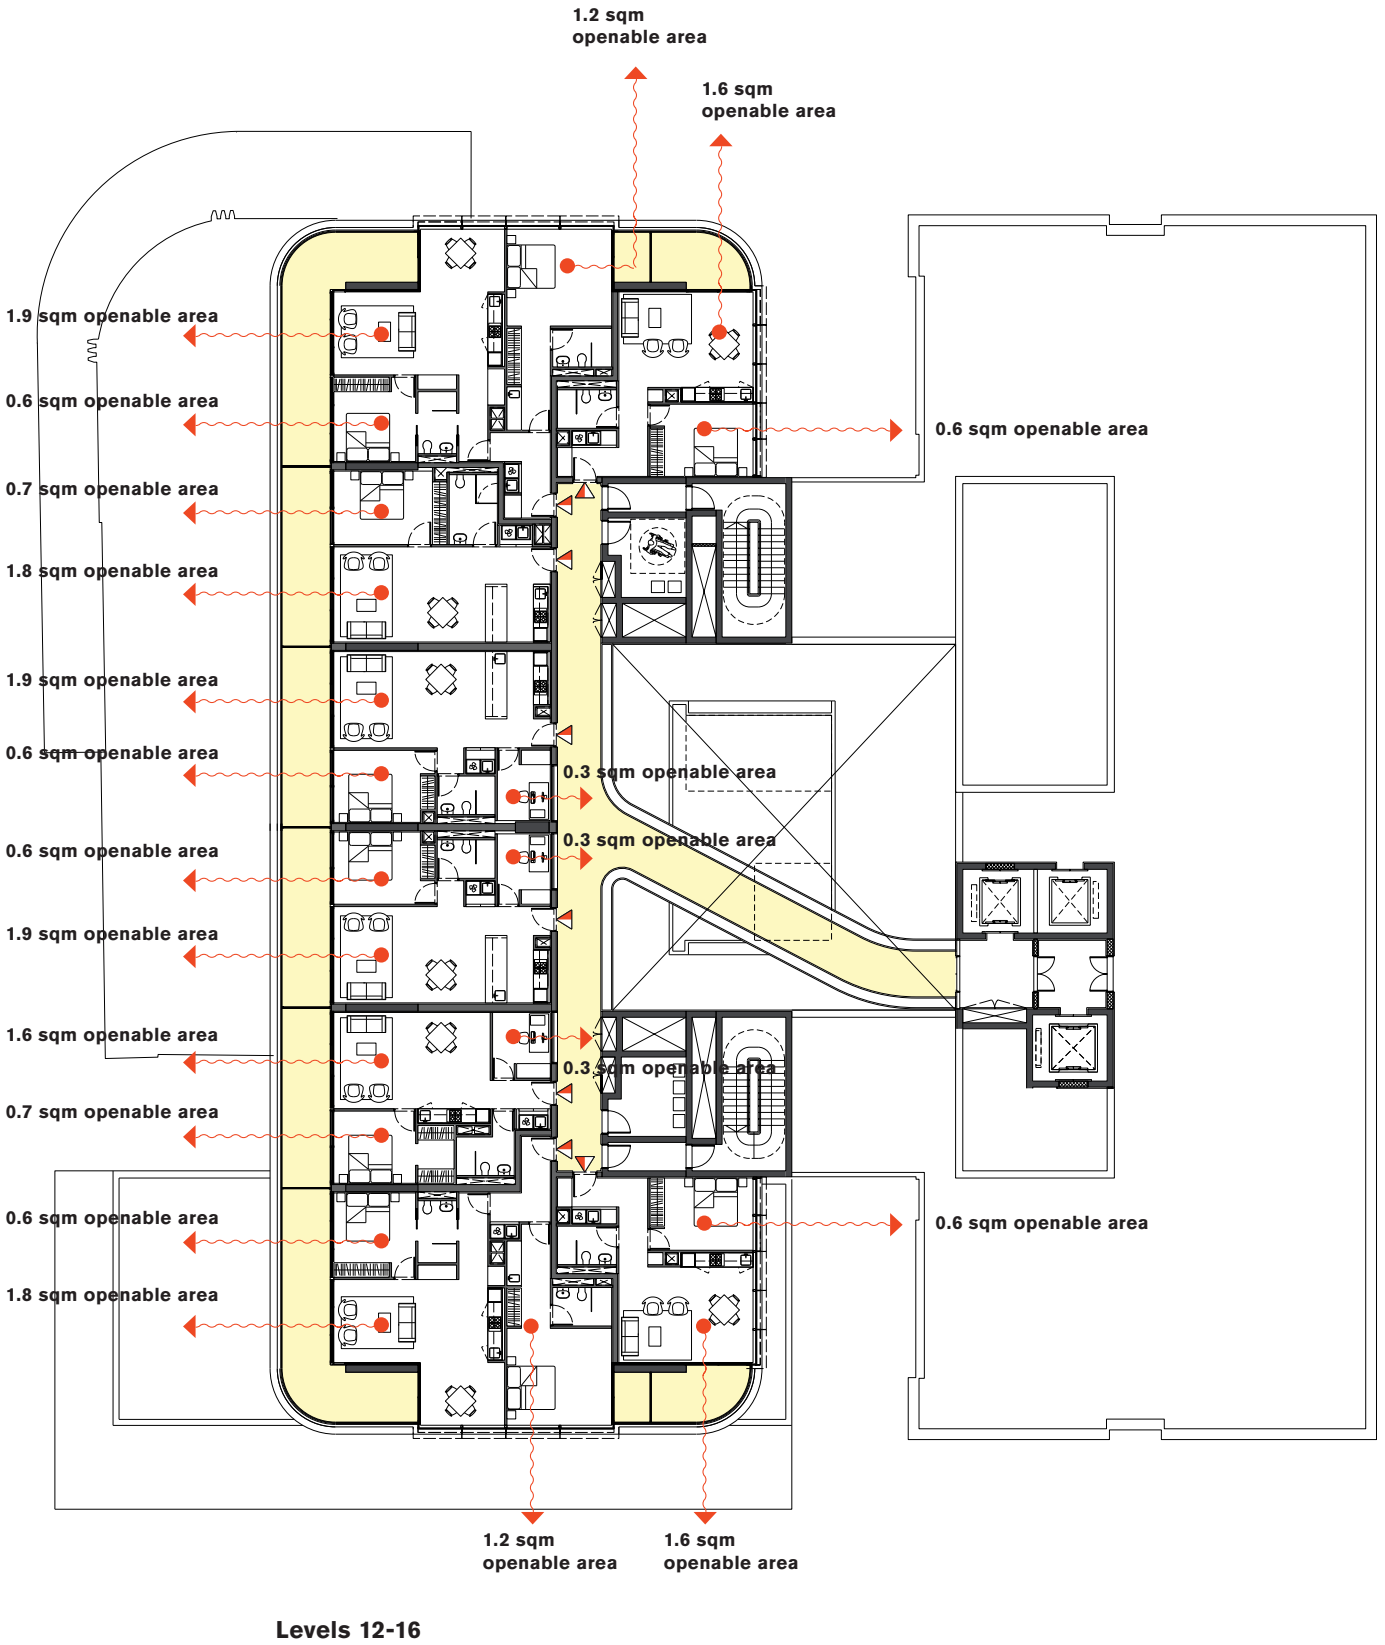 1.2 sqm
openable area
1.6 sqm
openable area
1.9 sqm openable area
0.6 sqm openable area
0.6 sqm openable area
0.7 sqm openable area
1.8 sqm openable area
1.9 sqm openable area
0.6 sqm openable area
0.3 sqm openable area
0.3 sqm openable area
0.6 sqm openable area
1.9 sqm openable area
1.6 sqm openable area
0.3 sqm openable area
0.7 sqm openable area
0.6 sqm openable area
0.6 sqm openable area
1.8 sqm openable area
1.2 sqm
openable area
1.6 sqm
openable area
Levels 12-16